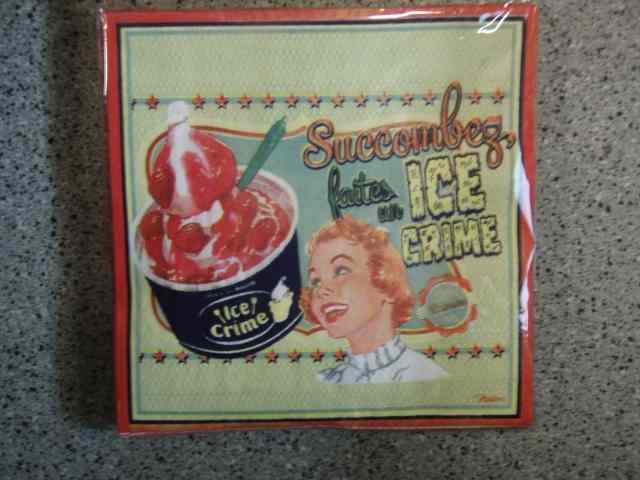 Succombez,
faites
un
ICE
CRIME
Ice
Crime